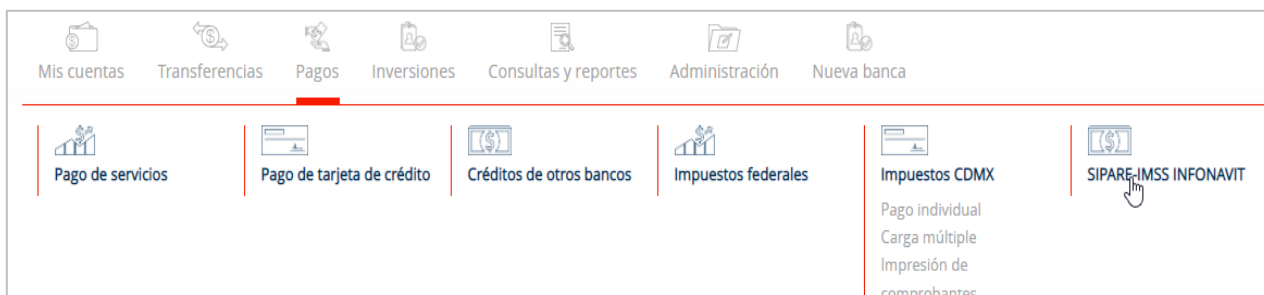 Mis cuentas Transferencias Pagos Inversiones Consultas y reportes Administración Nueva banca
Pago de servicios Pago de tarjeta de crédito Créditos de otros bancos Impuestos federales Impuestos CDMX SIPARE-IMSS INFONAVIT
Pago individual
Carga múltiple
Impresión de
comprobantes